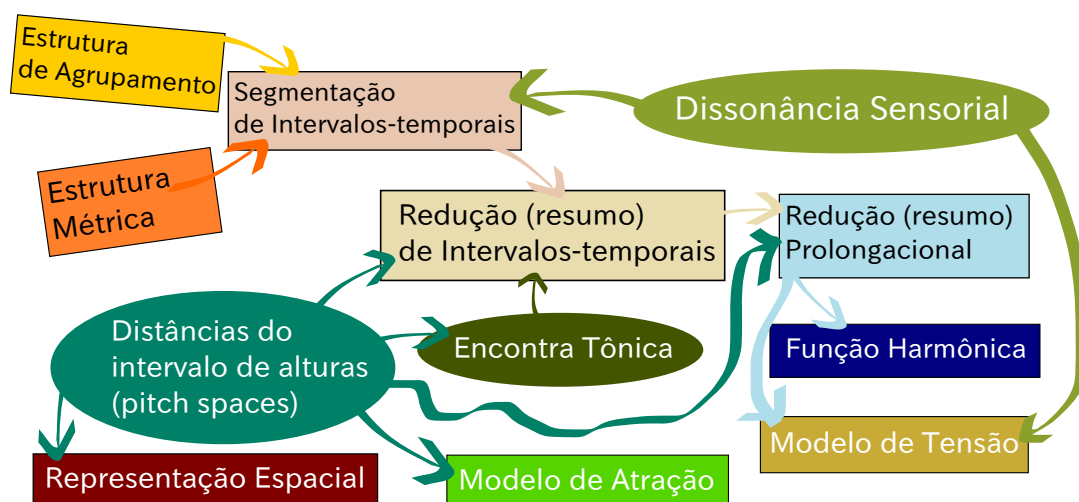 Estrutura
de Agrupamento
Segmentação
de Intervalos-temporais
Dissonância Sensorial
Estrutura
Métrica
Redução (resumo)
de Intervalos-temporais
Redução (resumo)
Prolongacional
Distâncias do
intervalo de alturas
(pitch spaces)
Encontra Tônica
Função Harmônica
Modelo de Tensão
Representação Espacial
Modelo de Atração